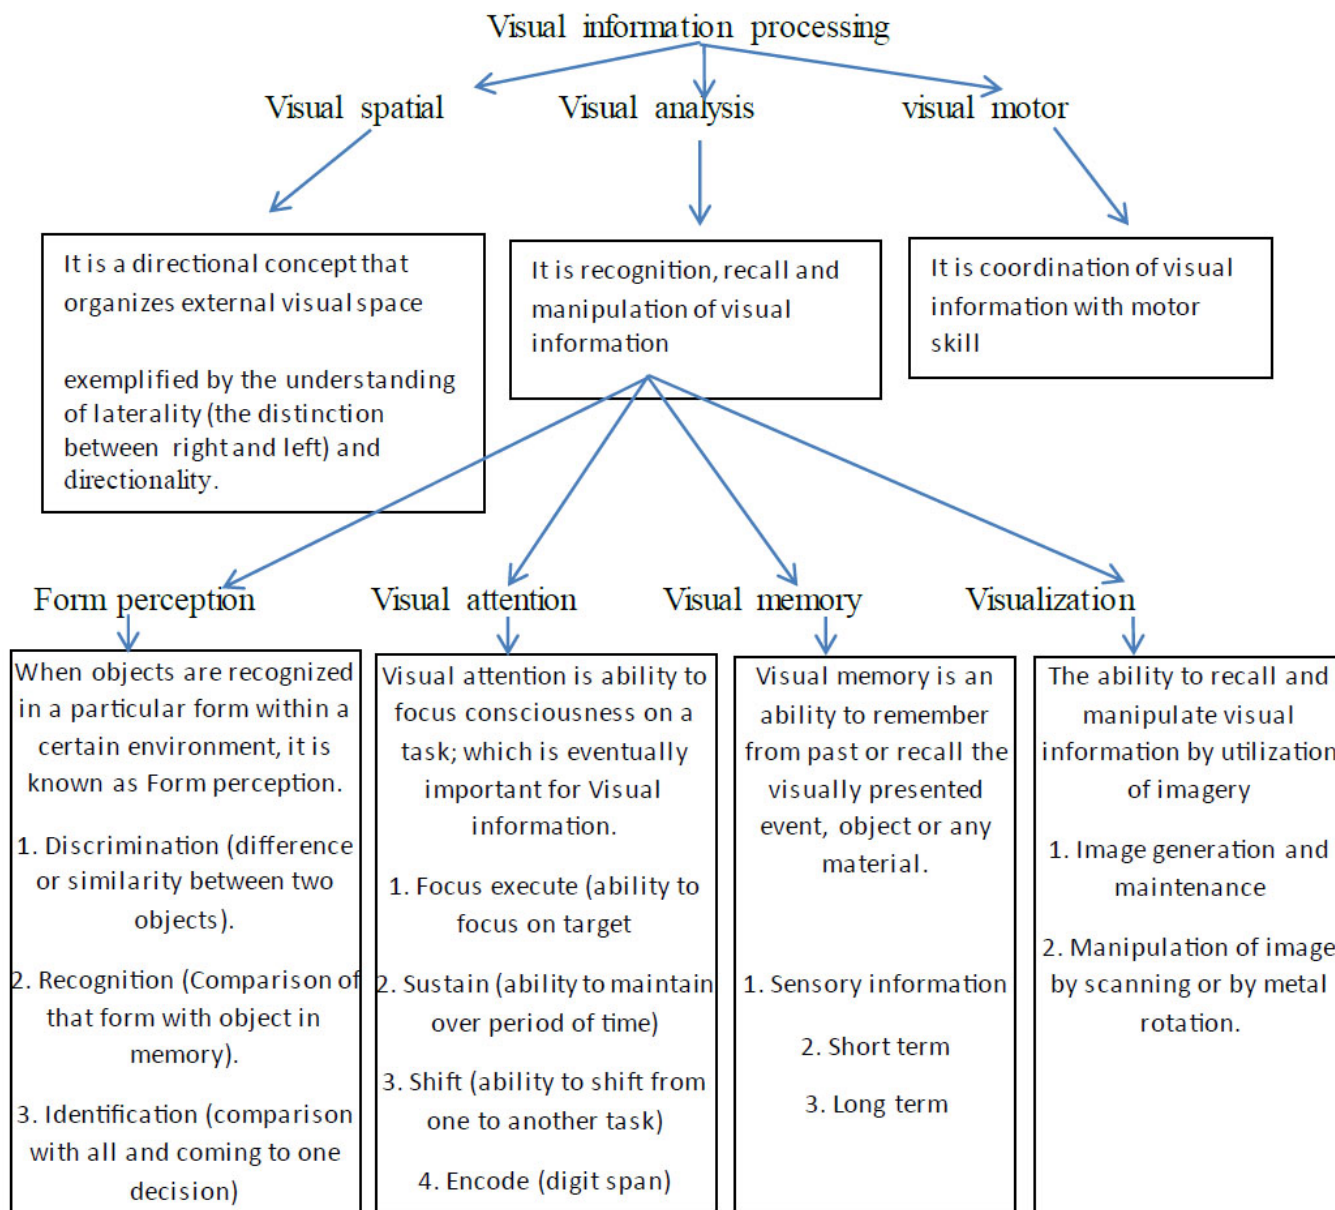 Visual information processing
Visual spatial
Visual analysis
visual motor
It is a directional concept that
organizes external visual space
exemplified by the understanding
of laterality (the distinction
between right and left) and
directionality.
It is recognition, recall and
manipulation of visual
information
It is coordination of visual
information with motor
skill
Form perception
Visual attention
Visual memory
Visualization
When objects are recognized
in a particular form within a
certain environment, it is
known as Form perception.
1. Discrimination (difference
or similarity between two
objects).
2. Recognition (Comparison of
that form with object in
memory).
3. Identification (comparison
with all and coming to one
decision)
Visual attention is ability to
focus consciousness on a
task; which is eventually
important for Visual
information.
1. Focus execute (ability to
focus on target
2. Sustain (ability to maintain
over period of time)
3. Shift (ability to shift from
one to another task)
4. Encode (digit span)
Visual memory is an
ability to remember
from past or recall the
visually presented
event, object or any
material.
1. Sensory information
2. Short term
3. Long term
The ability to recall and
manipulate visual
information by utilization
of imagery
1. Image generation and
maintenance
2. Manipulation of image
by scanning or by metal
rotation.